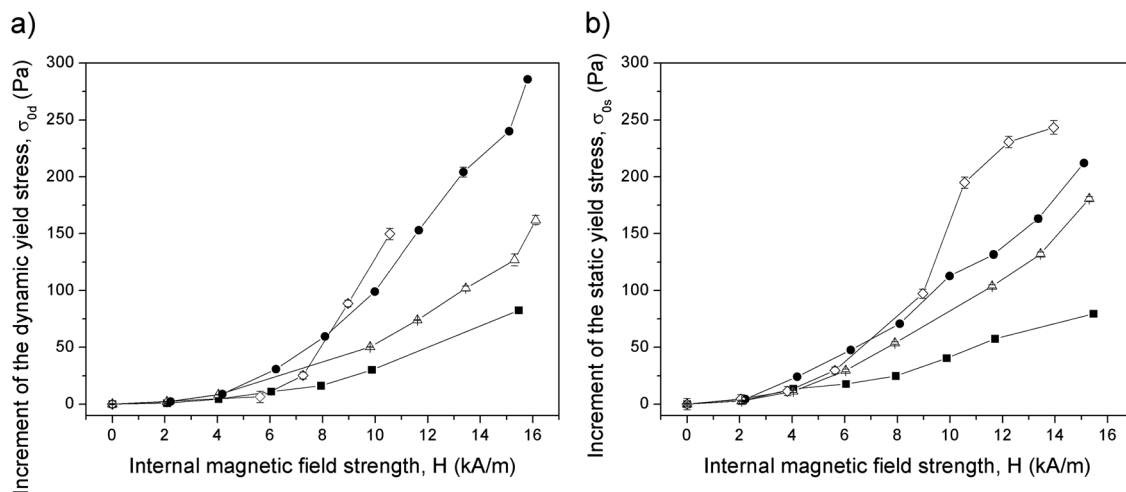 a)
Increment of the dynamic yield stress, σ0d (Pa)
300
250
200
150
100
50
0
0 2 4 6 8 10 12 14 16
Internal magnetic field strength, H (kA/m)
b)
Increment of the static yield stress, σ0s (Pa)
300
250
200
150
100
50
0
0 2 4 6 8 10 12 14 16
Internal magnetic field strength, H (kA/m)